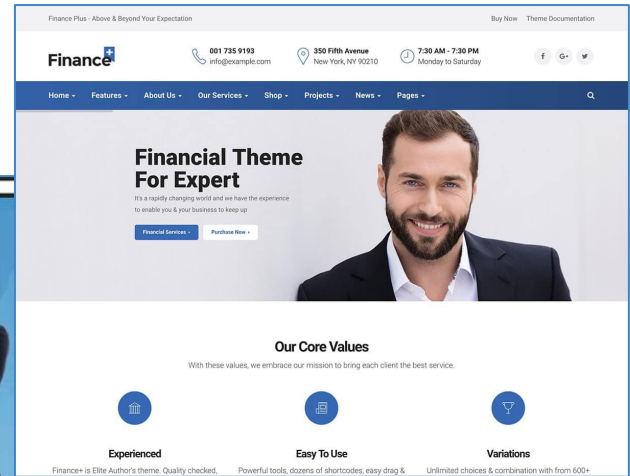 Finance Plus - Above & Beyond Your Expectation
Buy Now Theme Documentation
Finance+
001 735 9193
info@example.com
350 Fifth Avenue
New York, NY 90210
7:30 AM - 7:30 PM
Monday to Saturday
f G+
Home Features About Us Our Services Shop Projects News Pages
Financial Theme
For Expert
It's a rapidly changing world and we have the experience
to enable you & your business to keep up
Financial Services Purchase Now
Our Core Values
With these values, we embrace our mission to bring each client the best service.
Experienced
Finance+ is Elite Author's theme. Quality checked,
Easy To Use
Powerful tools, dozens of shortcodes, easy drag &
Variations
Unlimited choices & combination with from 600+